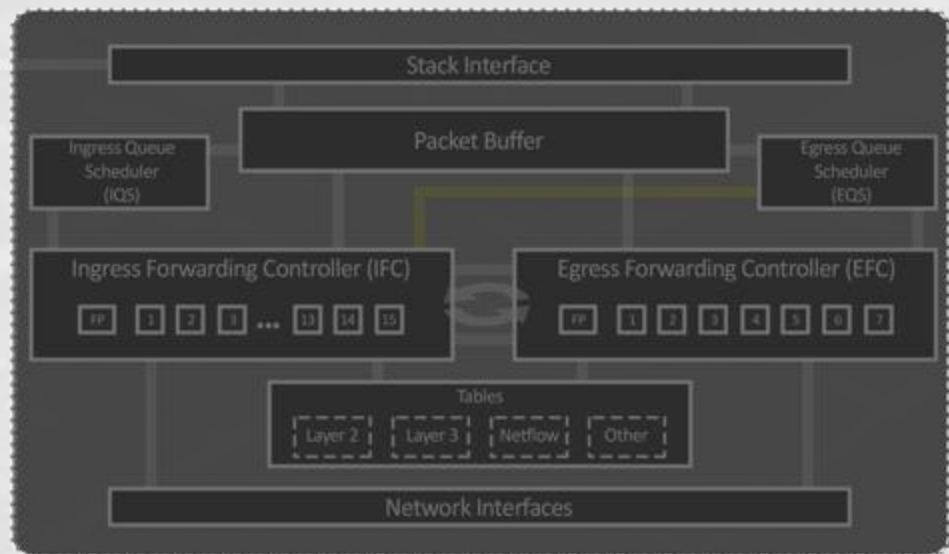 Stack Interface
Packet Buffer
Ingress Queue
Scheduler
(IQS)
Egress Queue
Scheduler
(EQS)
Ingress Forwarding Controller (IFC)
FP 1 2 3 ... 13 14 15
Egress Forwarding Controller (EFC)
FP 1 2 3 4 5 6 7
Tables
Layer 2 Layer 3 Netflow Other
Network Interfaces